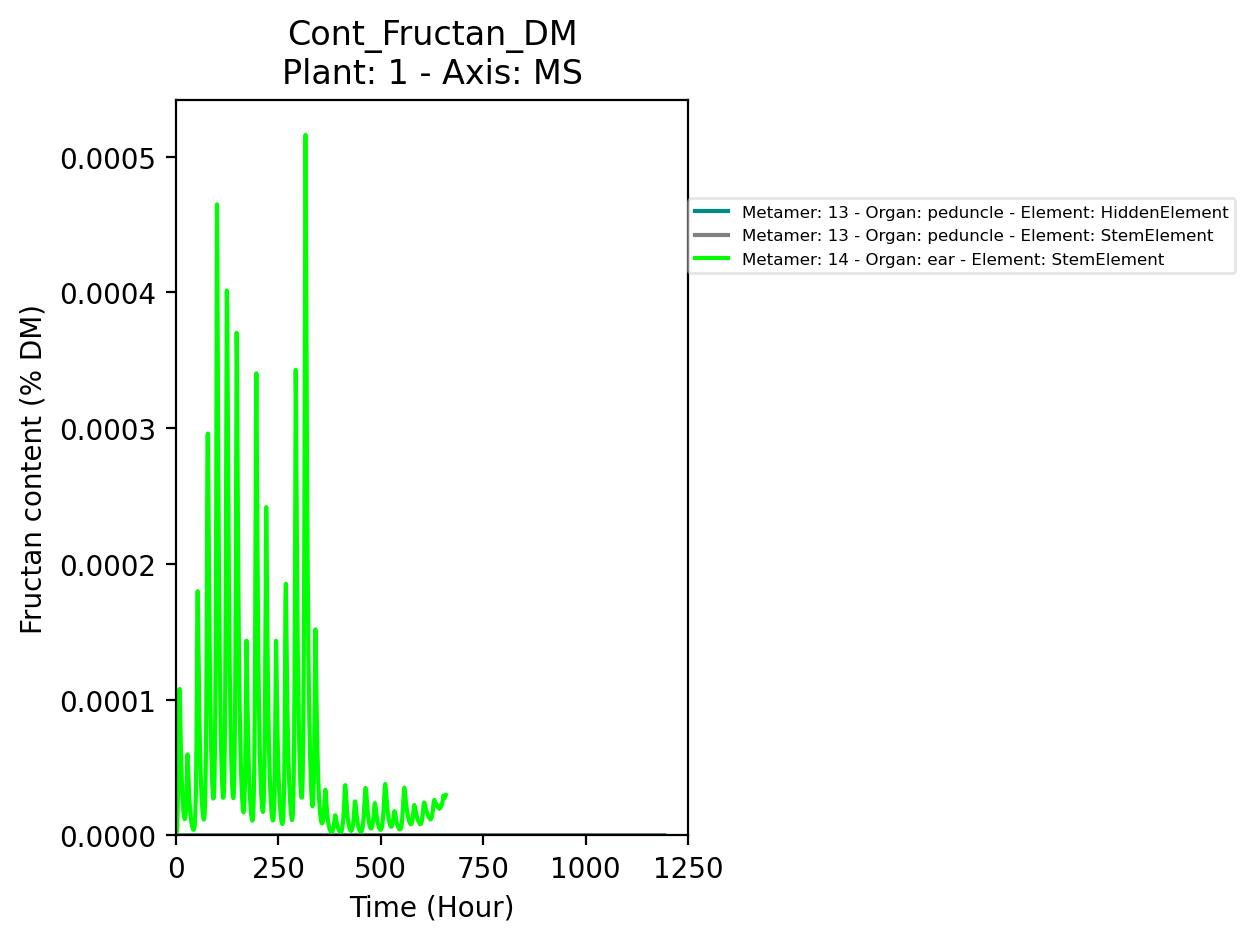 Cont_Fructan_DM
Plant: 1 - Axis: MS
Fructan content (% DM)
0.0005
0.0004
0.0003
0.0002
0.0001
0.0000
0
250
500
750
1000
1250
Time (Hour)
Metamer: 13 - Organ: peduncle - Element: HiddenElement
Metamer: 13 - Organ: peduncle - Element: StemElement
Metamer: 14 - Organ: ear - Element: StemElement